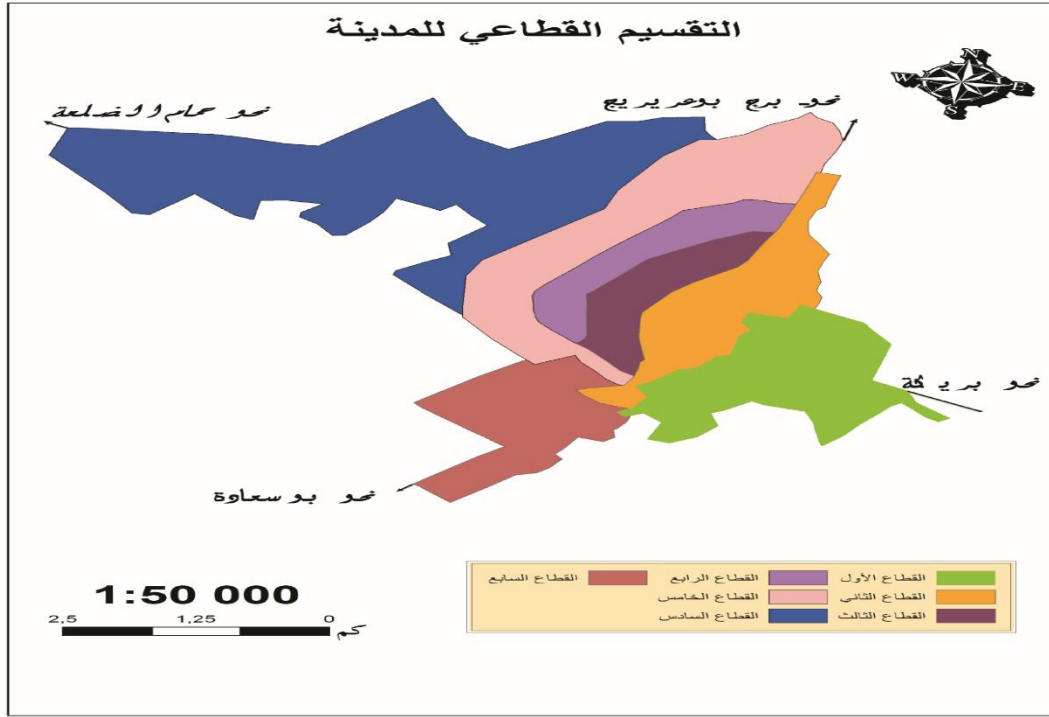 التقسيم القطاعي للمدينة
N
W E
S
نحو برج بوعريريج
نحو حمام الضلعة
نحو بريكة
نحو بوسعادة
القطاع الأول
القطاع الثاني
القطاع الثالث
القطاع الرابع
القطاع الخامس
القطاع السادس
القطاع السابع
1:50 000
2,5 1,25 0
كم